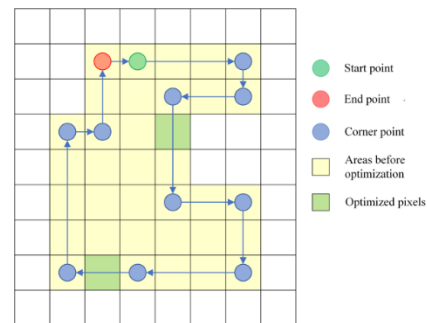 Start point
End point
Corner point
Areas before
optimization
Optimized pixels